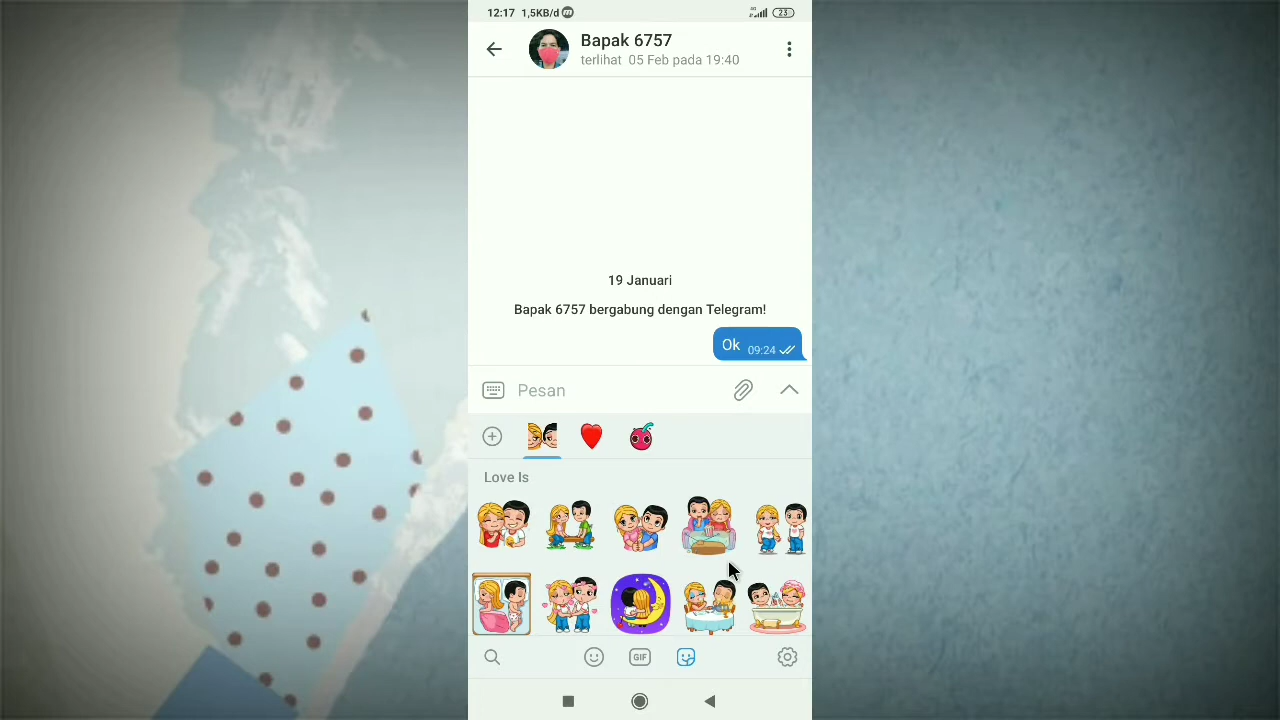 12:17 1,5KB/d
23
Bapak 6757
terlihat 05 Feb pada 19:40
19 Januari
Bapak 6757 bergabung dengan Telegram!
Ok 09:24
Pesan
Love Is
GIF